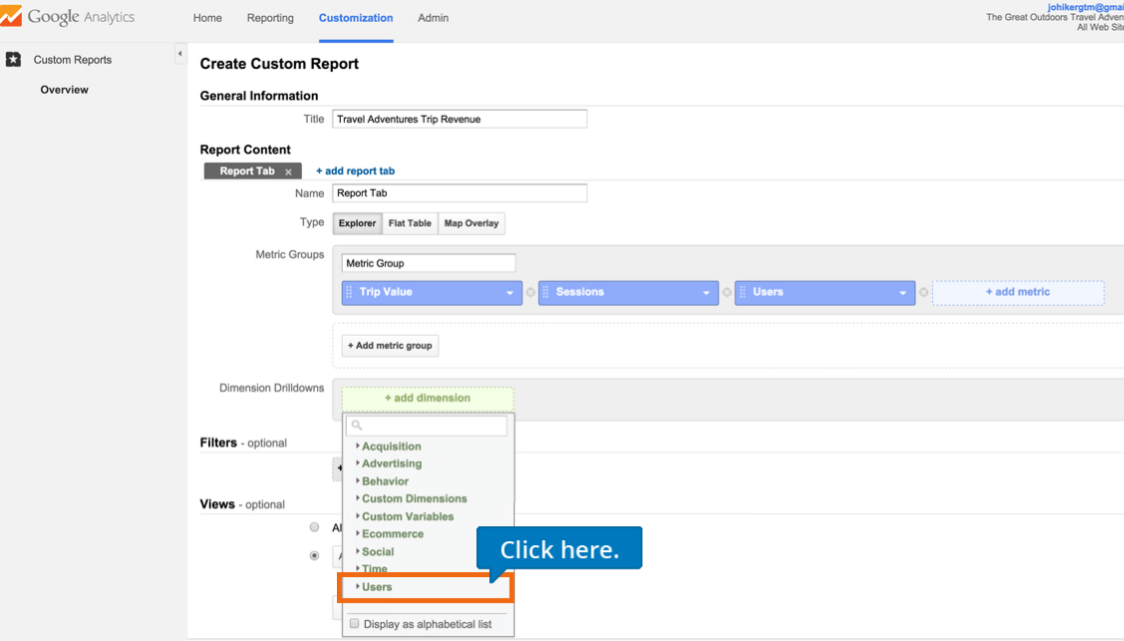 Google Analytics
Home Reporting Customization Admin
johikergtm@gmai
The Great Outdoors Travel Adven
All Web Site
Custom Reports
Overview
Create Custom Report
General Information
Title Travel Adventures Trip Revenue
Report Content
Report Tab × + add report tab
Name Report Tab
Type Explorer Flat Table Map Overlay
Metric Groups Metric Group
Trip Value Sessions Users + add metric
+ Add metric group
Dimension Drilldowns + add dimension
Acquisition
Filters - optional
Advertising
Behavior
Custom Dimensions
Views - optional
Custom Variables
Ecommerce
Social
Click here.
Time
Users
Display as alphabetical list